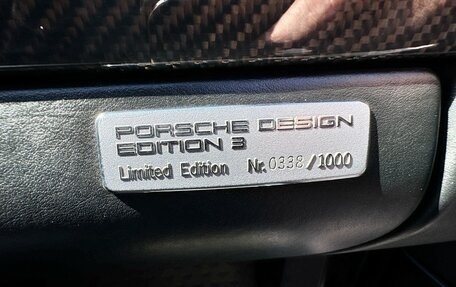 PORSCHE DESIGN
EDITION 3
Limited Edition Nr. 0338/1000